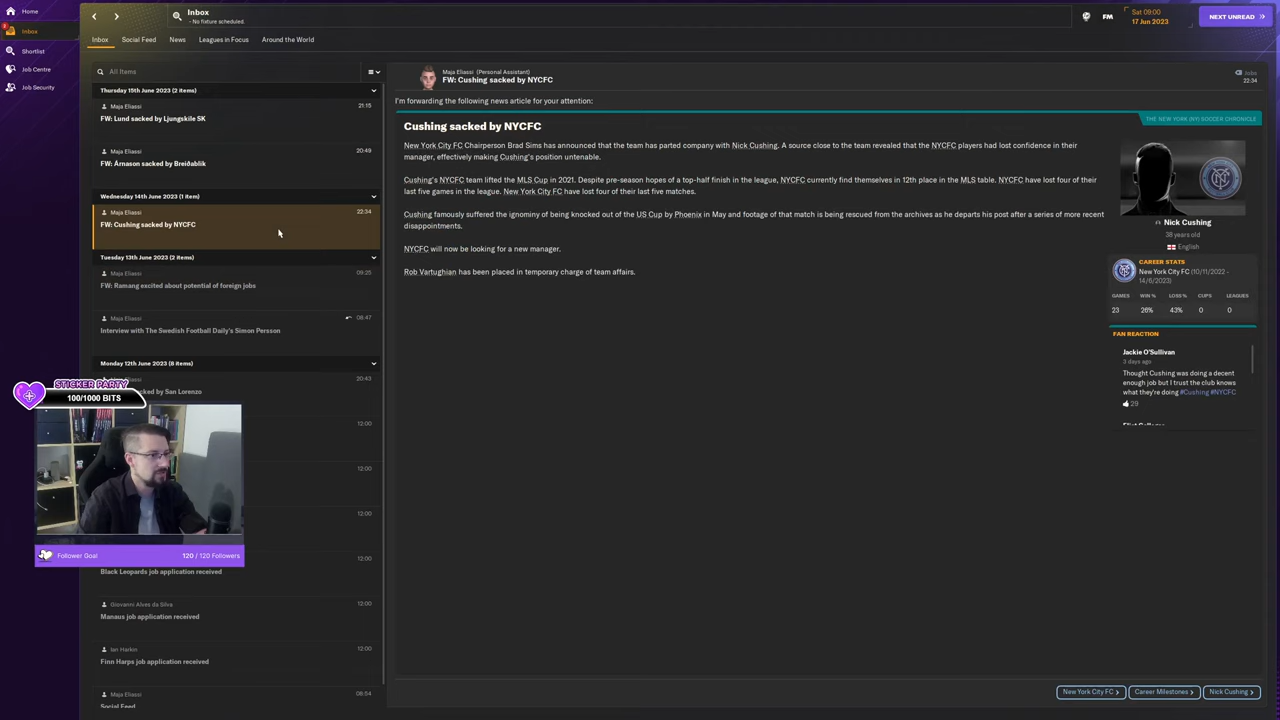 Home
Inbox
Shortlist
Job Centre
Job Security
Inbox
- No fixture scheduled.
FM
Sat 09:00
17 Jun 2023
NEXT UNREAD
Inbox
Social Feed
News
Leagues in Focus
Around the World
All Items
Thursday 15th June 2023 (2 items)
Maja Eliassi
21:15
FW: Lund sacked by Ljungskile SK
Maja Eliassi
20:49
FW: Árnason sacked by Breiðablik
Wednesday 14th June 2023 (1 item)
Maja Eliassi
22:34
FW: Cushing sacked by NYCFC
Tuesday 13th June 2023 (2 items)
Maja Eliassi
09:25
FW: Ramang excited about potential of foreign jobs
Maja Eliassi
08:47
Interview with The Swedish Football Daily's Simon Persson
Monday 12th June 2023 (8 items)
Eliassi
20:43
cked by San Lorenzo
12:00
12:00
12:00
12:00
Black Leopards job application received
Giovanni Alves da Silva
12:00
Manaus job application received
Ian Harkin
12:00
Finn Harps job application received
Maja Eliassi
08:54
Social Feed
STICKER PARTY
100/1000 BITS
Follower Goal
120 / 120 Followers
Maja Eliassi (Personal Assistant)
FW: Cushing sacked by NYCFC
Jobs
22:34
I'm forwarding the following news article for your attention:
THE NEW YORK (NY) SOCCER CHRONICLE
Cushing sacked by NYCFC
New York City FC Chairperson Brad Sims has announced that the team has parted company with Nick Cushing. A source close to the team revealed that the NYCFC players had lost confidence in their
manager, effectively making Cushing's position untenable.
Cushing's NYCFC team lifted the MLS Cup in 2021. Despite pre-season hopes of a top-half finish in the league, NYCFC currently find themselves in 12th place in the MLS table. NYCFC have lost four of their
last five games in the league. New York City FC have lost four of their last five matches.
Cushing famously suffered the ignominy of being knocked out of the US Cup by Phoenix in May and footage of that match is being rescued from the archives as he departs his post after a series of recent
disappointments.
NYCFC will now be looking for a new manager.
Rob Vartughian has been placed in temporary charge of team affairs.
Nick Cushing
38 years old
English
CAREER STATS
New York City FC (10/11/2022 -
14/6/2023)
GAMES
WIN %
LOSS %
CUPS
LEAGUES
23
26%
43%
0
0
FAN REACTION
Jackie O'Sullivan
3 days ago
Thought Cushing was doing a decent
enough job but I trust the club knows
what they're doing #Cushing #NYCFC
29
New York City FC
Career Milestones
Nick Cushing